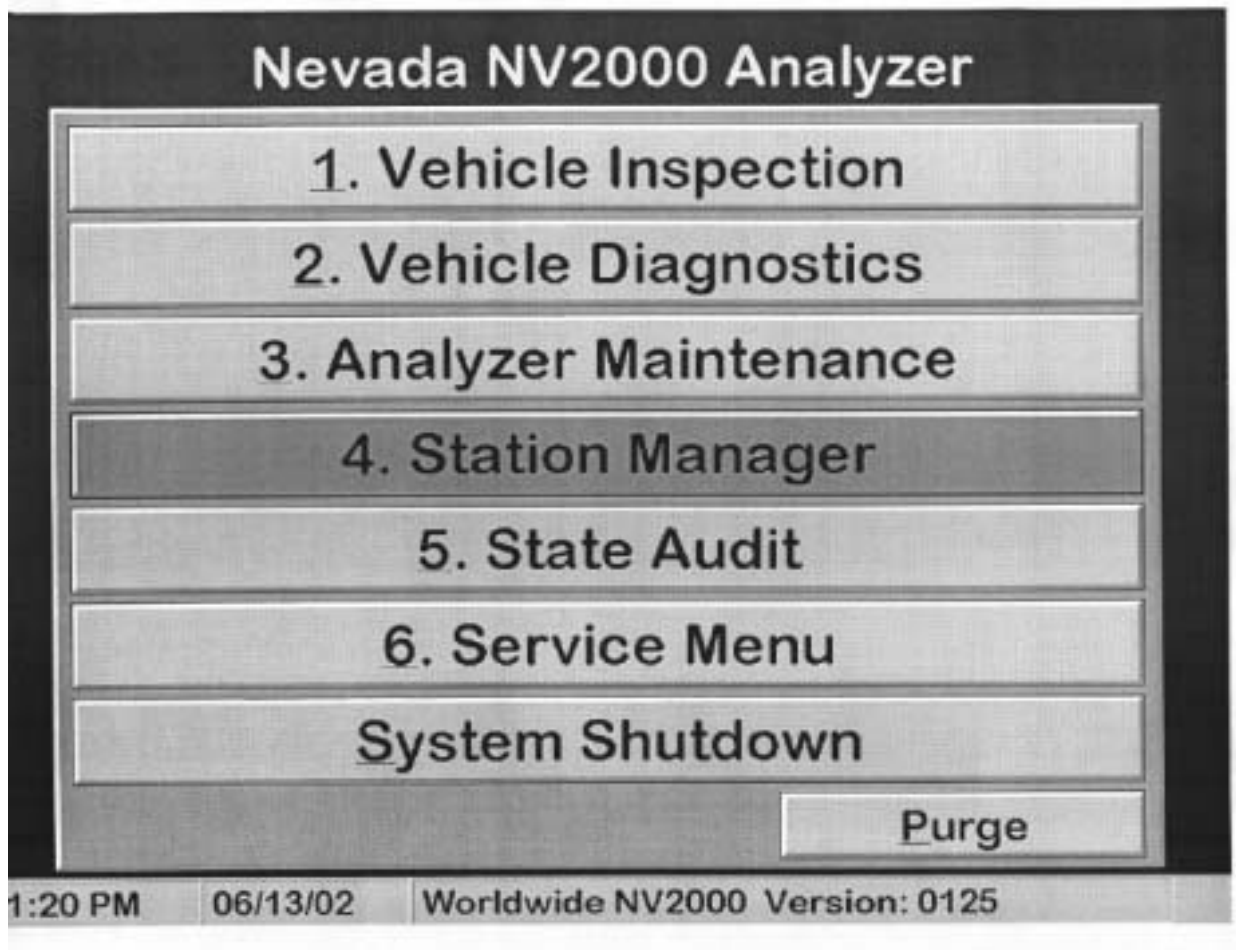 Nevada NV2000 Analyzer
1. Vehicle Inspection
2. Vehicle Diagnostics
3. Analyzer Maintenance
4. Station Manager
5. State Audit
6. Service Menu
System Shutdown
Purge
1:20 PM 06/13/02 Worldwide NV2000 Version: 0125